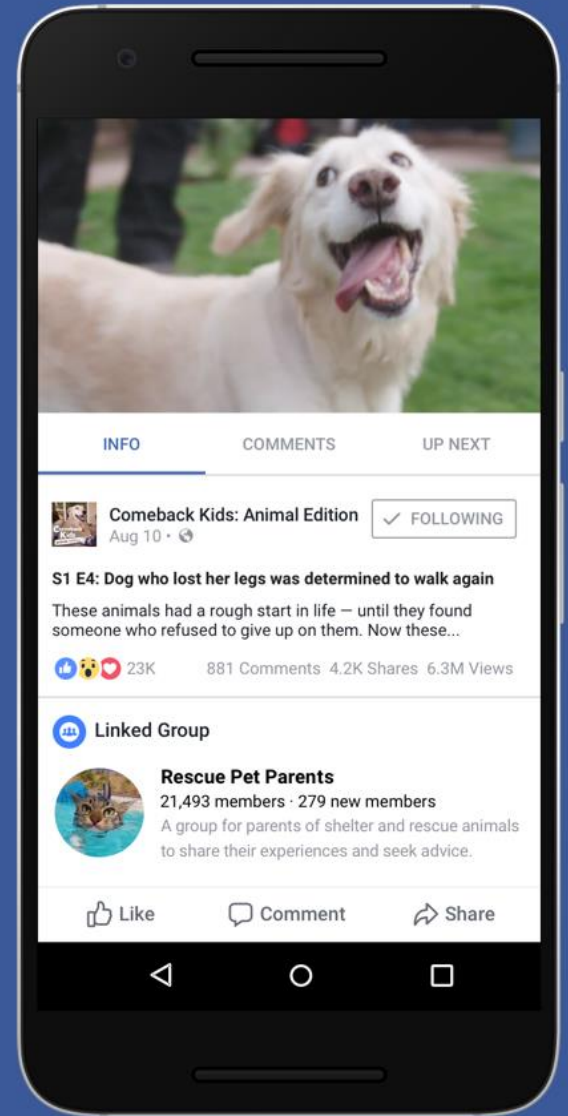 INFO COMMENTS UP NEXT
Comeback Kids: Animal Edition ✓ FOLLOWING
Aug 10 ·
S1 E4: Dog who lost her legs was determined to walk again
These animals had a rough start in life — until they found
someone who refused to give up on them. Now these...
23K 881 Comments 4.2K Shares 6.3M Views
Linked Group
Rescue Pet Parents
21,493 members · 279 new members
A group for parents of shelter and rescue animals
to share their experiences and seek advice.
Like Comment Share